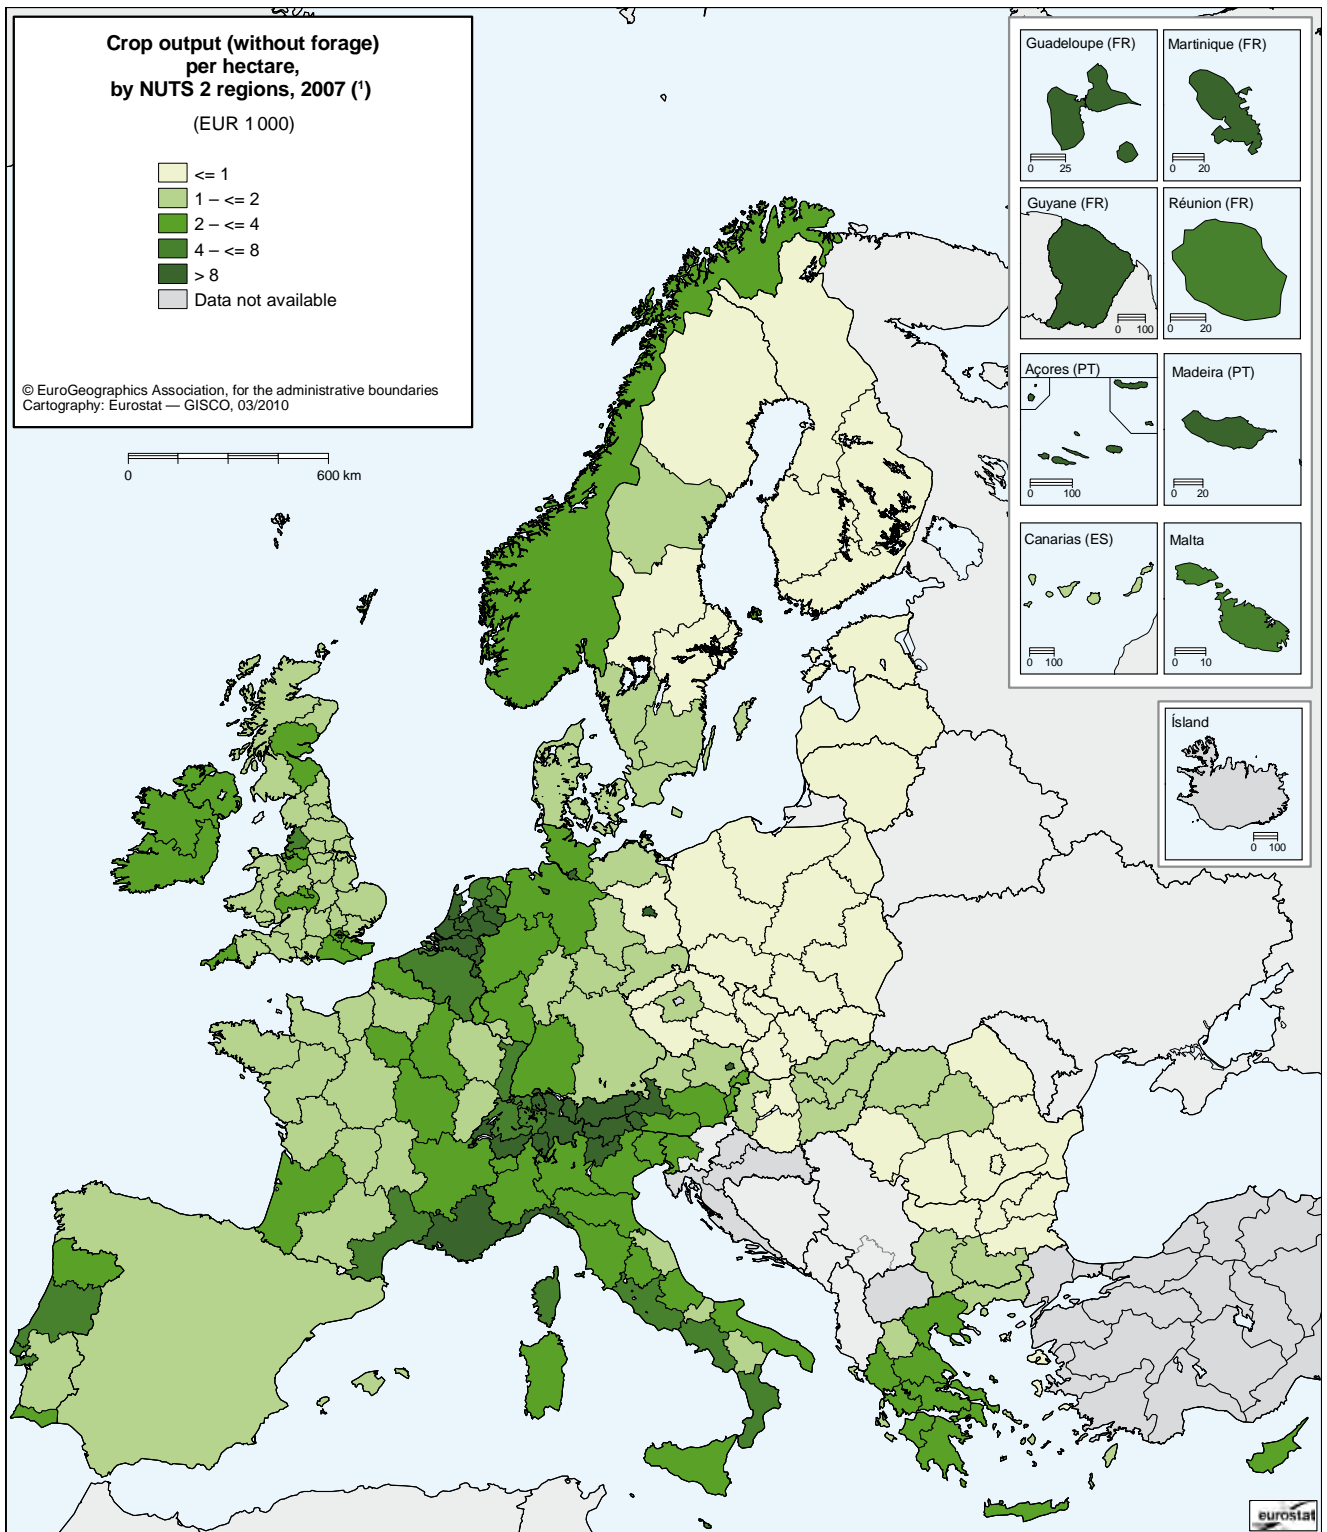 Crop output (without forage)
per hectare,
by NUTS 2 regions, 2007 (¹)
(EUR 1 000)
<= 1
1 – <= 2
2 – <= 4
4 – <= 8
> 8
Data not available
© EuroGeographics Association, for the administrative boundaries
Cartography: Eurostat — GISCO, 03/2010
0 600 km
Guadeloupe (FR)
0 25
Martinique (FR)
0 20
Guyane (FR)
0 100
Réunion (FR)
0 20
Açores (PT)
0 100
Madeira (PT)
0 20
Canarias (ES)
0 100
Malta
0 10
Ísland
0 100
eurostat